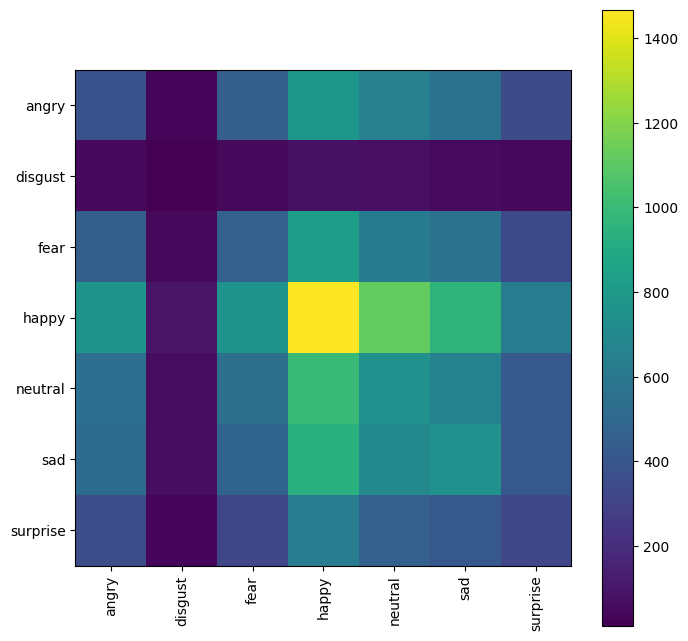 angry
disgust
fear
happy
neutral
sad
surprise
angry
disgust
fear
happy
neutral
sad
surprise
1400
1200
1000
800
600
400
200